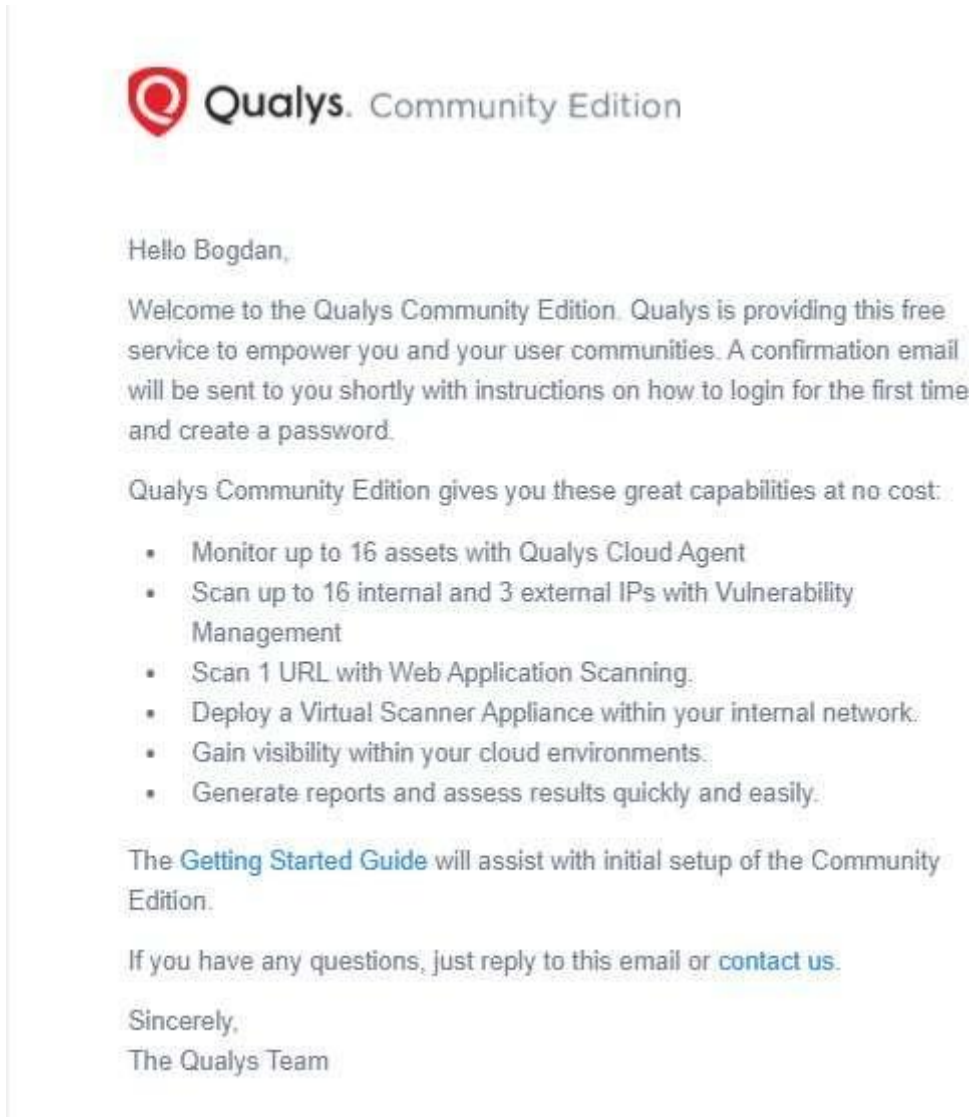 Qualys. Community Edition
Hello Bogdan,
Welcome to the Qualys Community Edition. Qualys is providing this free
service to empower you and your user communities. A confirmation email
will be sent to you shortly with instructions on how to login for the first time
and create a password.
Qualys Community Edition gives you these great capabilities at no cost:
• Monitor up to 16 assets with Qualys Cloud Agent
• Scan up to 16 internal and 3 external IPs with Vulnerability
Management
• Scan 1 URL with Web Application Scanning.
• Deploy a Virtual Scanner Appliance within your internal network.
• Gain visibility within your cloud environments.
• Generate reports and assess results quickly and easily.
The Getting Started Guide will assist with initial setup of the Community
Edition.
If you have any questions, just reply to this email or contact us.
Sincerely,
The Qualys Team